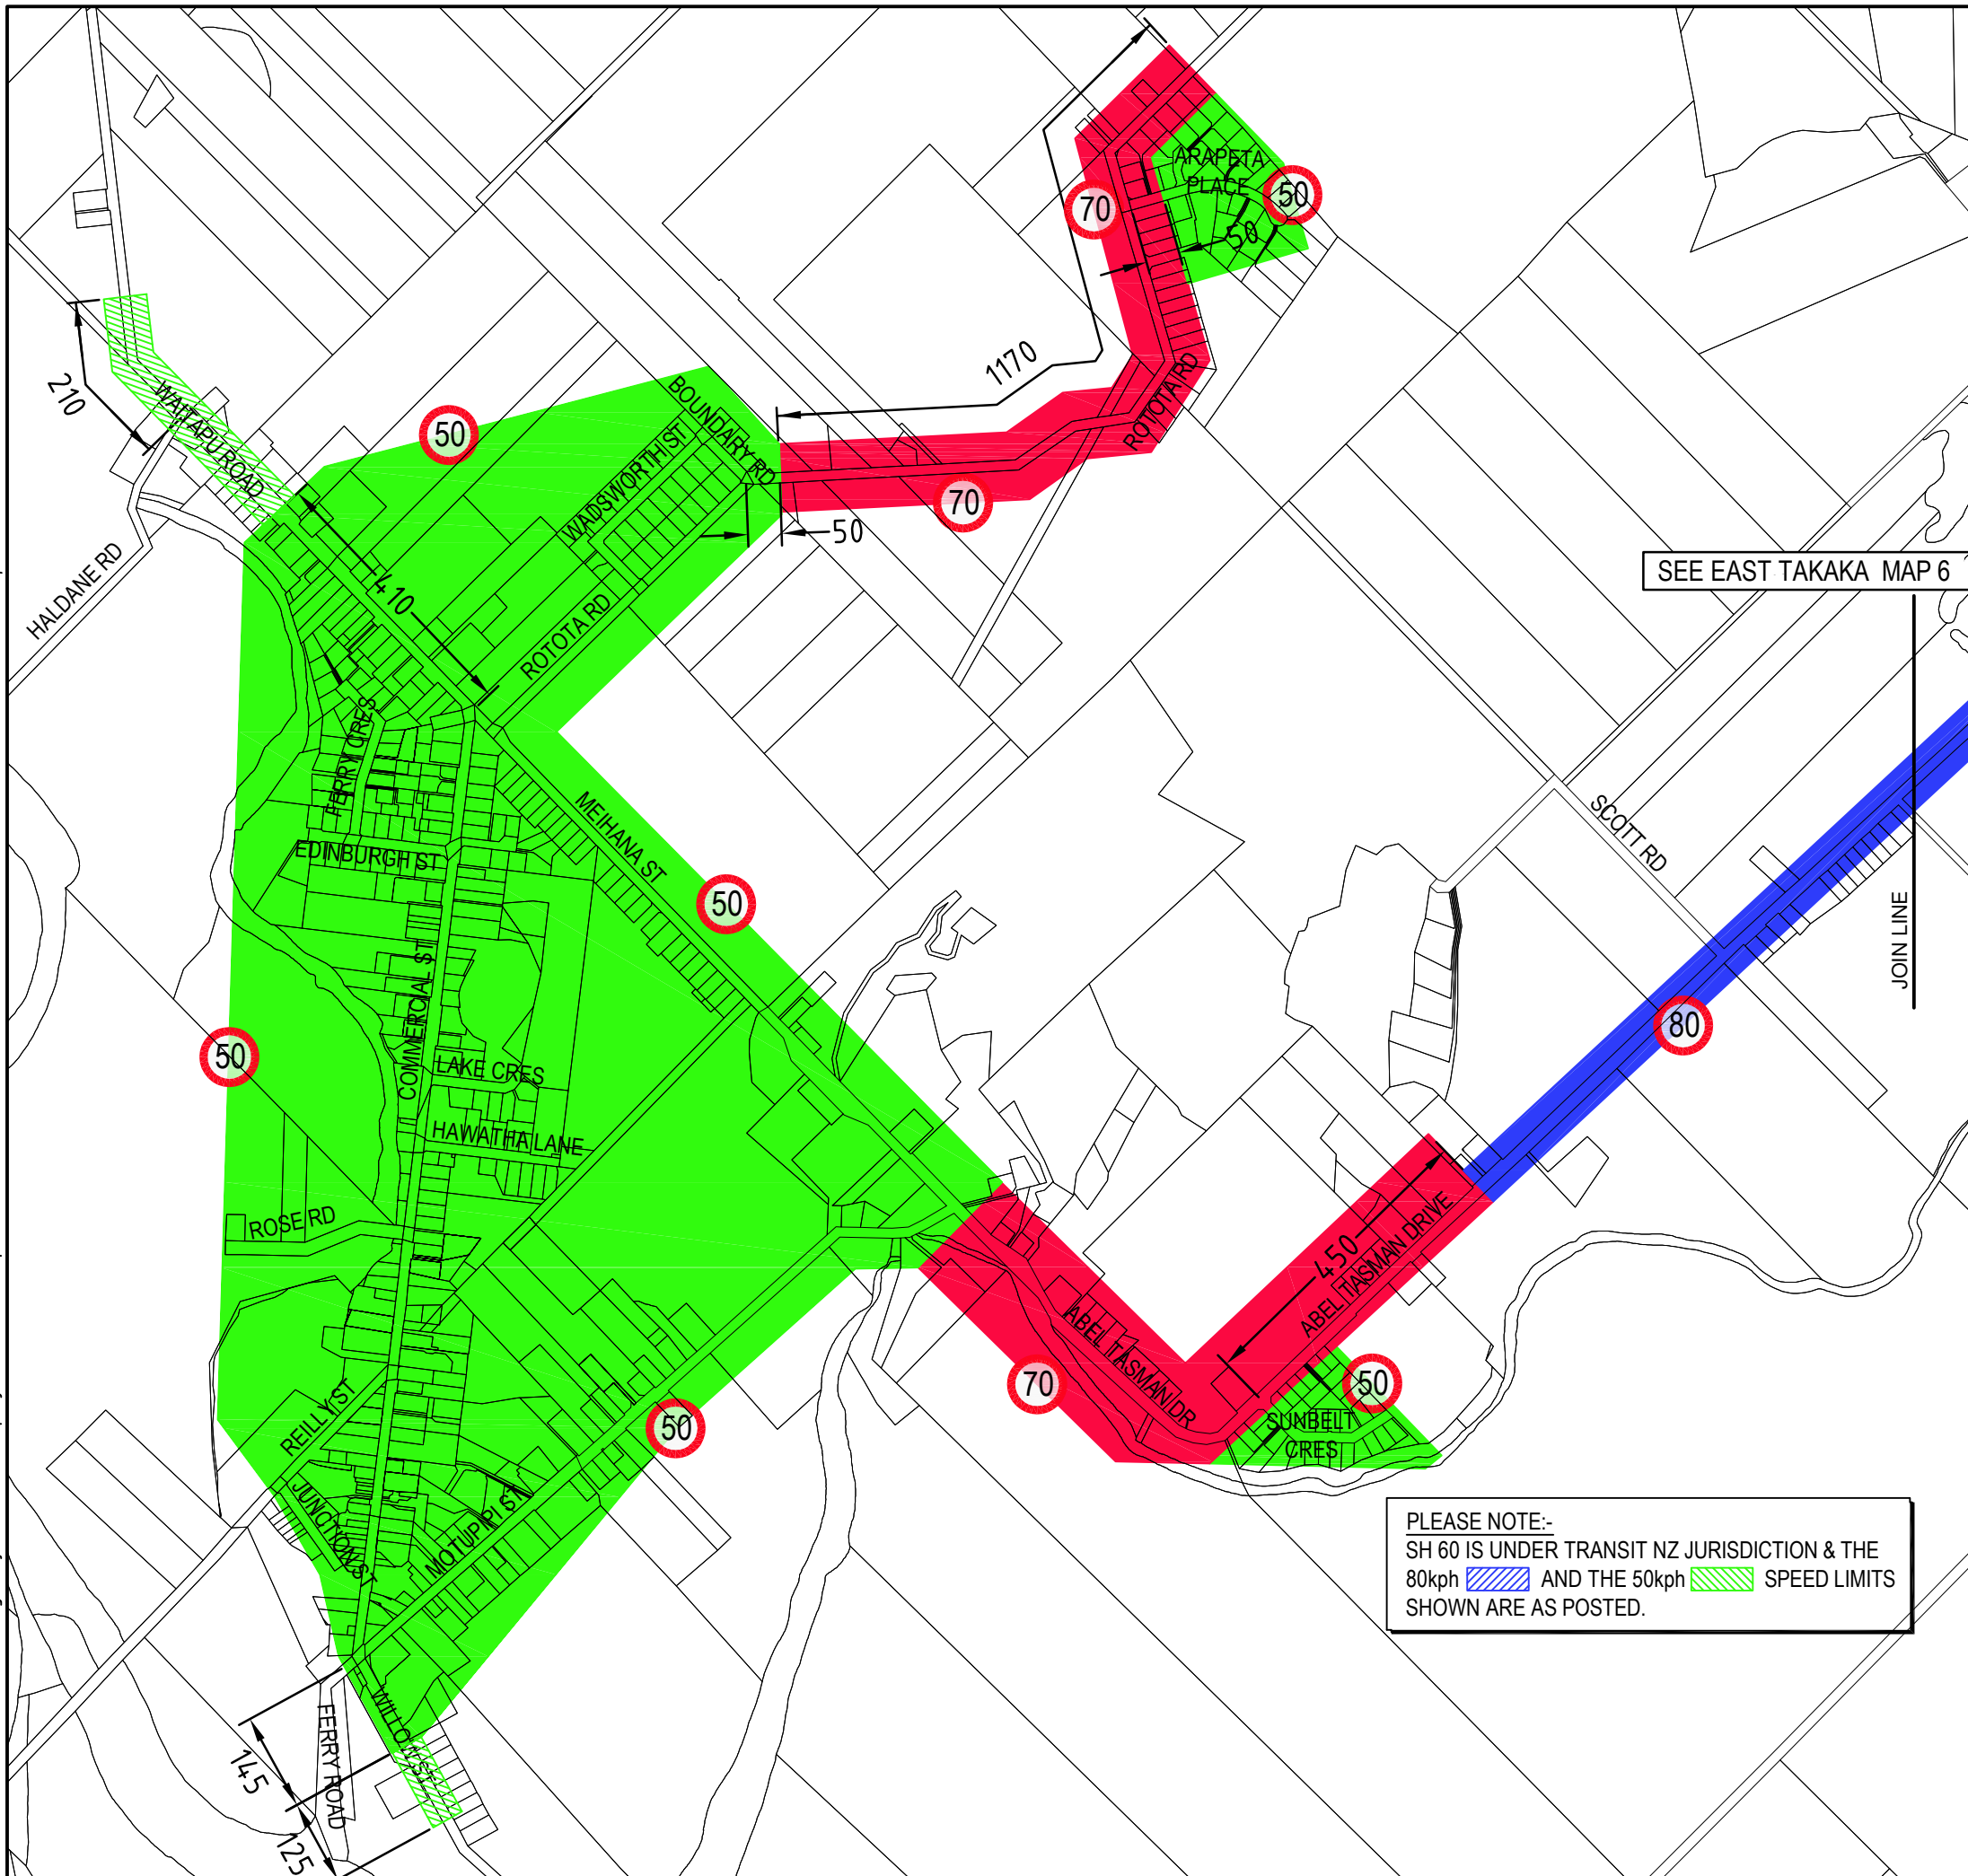 ARAPETA
PLACE
50
70
50
1170
210
WAITAPU ROAD
50
BOUNDARY RD
ROTOTA RD
WADSWORTH ST
70
50
HALDANE RD
410
ROTOTA RD
SEE EAST TAKAKA MAP 6
FERRY CRES
MEIHANA ST
SCOTT RD
EDINBURGH ST
50
JOIN LINE
COMMERCIAL ST
80
50
LAKE CRES
HAWATHA LANE
ROSE RD
450
ABEL TASMAN DRIVE
ABEL TASMAN DR
70
50
REILLY ST
50
SUNBELT
CRES
JUNCTION ST
MOTUPIPI ST
PLEASE NOTE:-
SH 60 IS UNDER TRANSIT NZ JURISDICTION & THE
80kph AND THE 50kph SPEED LIMITS
SHOWN ARE AS POSTED.
WILLOW ST
FERRY ROAD
145
125